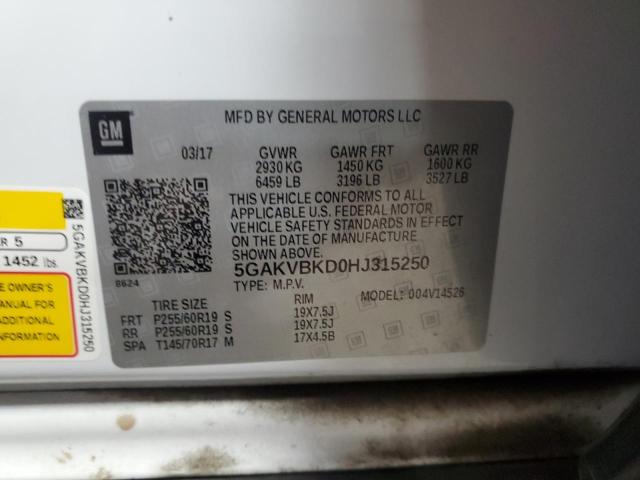 GM
MFD BY GENERAL MOTORS LLC
03/17 GVWR GAWR FRT GAWR RR
2930 KG 1450 KG 1600 KG
6459 LB 3196 LB 3527 LB
THIS VEHICLE CONFORMS TO ALL
APPLICABLE U.S. FEDERAL MOTOR
VEHICLE SAFETY STANDARDS IN EFFECT
ON THE DATE OF MANUFACTURE
SHOWN ABOVE.
5GAKVBKD0HJ315250
8624
TYPE: M.P.V. MODEL: 004V14526
TIRE SIZE RIM
FRT P255/60R19 S 19X7.5J
RR P255/60R19 S 19X7.5J
SPA T145/70R17 M 17X4.5B
R 5
1452 lbs.
E OWNER'S
MANUAL FOR
ADDITIONAL
5GAKVBKD0HJ315250